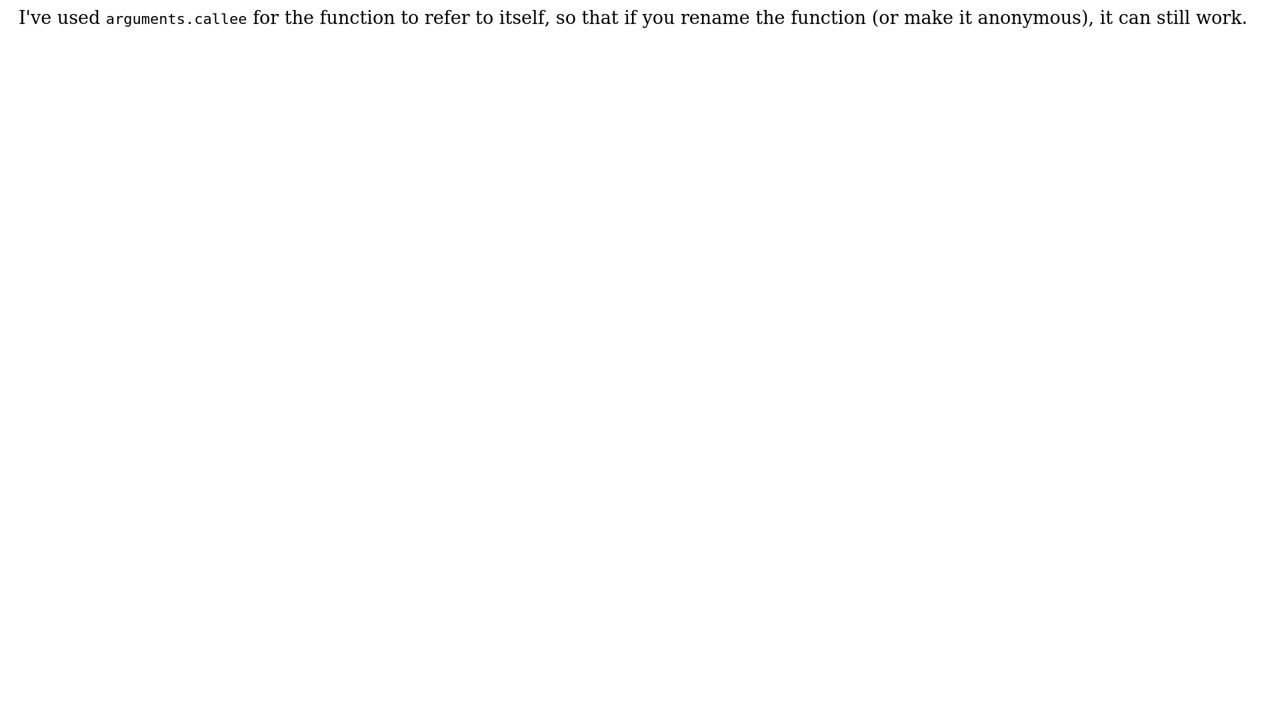 I've used arguments.callee for the function to refer to itself, so that if you rename the function (or make it anonymous), it can still work.